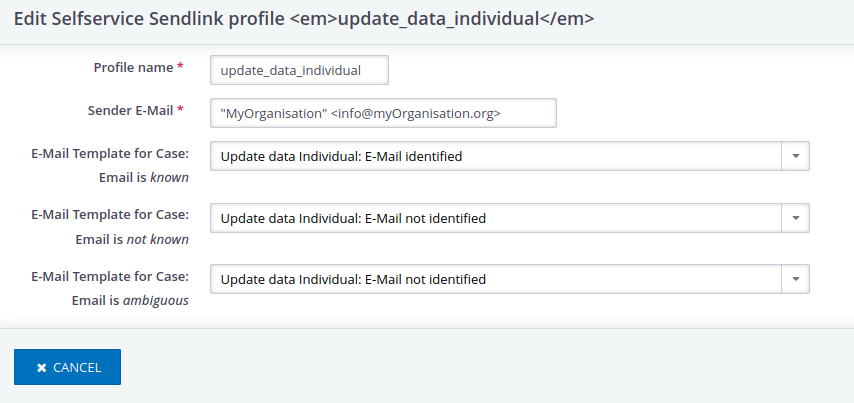 Edit Selfservice Sendlink profile <em>update_data_individual</em>
Profile name *
update_data_individual
Sender E-Mail *
"MyOrganisation" <info@myOrganisation.org>
E-Mail Template for Case:
Email is known
Update data Individual: E-Mail identified
E-Mail Template for Case:
Email is not known
Update data Individual: E-Mail not identified
E-Mail Template for Case:
Email is ambiguous
Update data Individual: E-Mail not identified
CANCEL